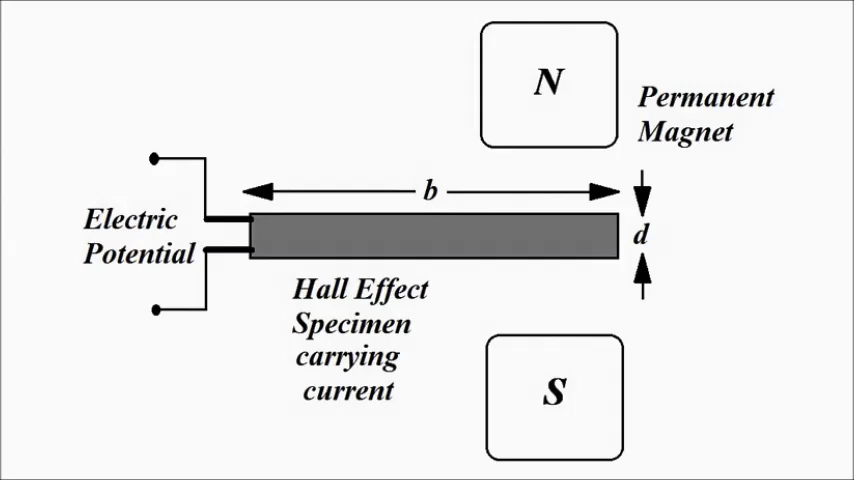 N
Permanent
Magnet
b
Electric
Potential
d
Hall Effect
Specimen
carrying
current
S